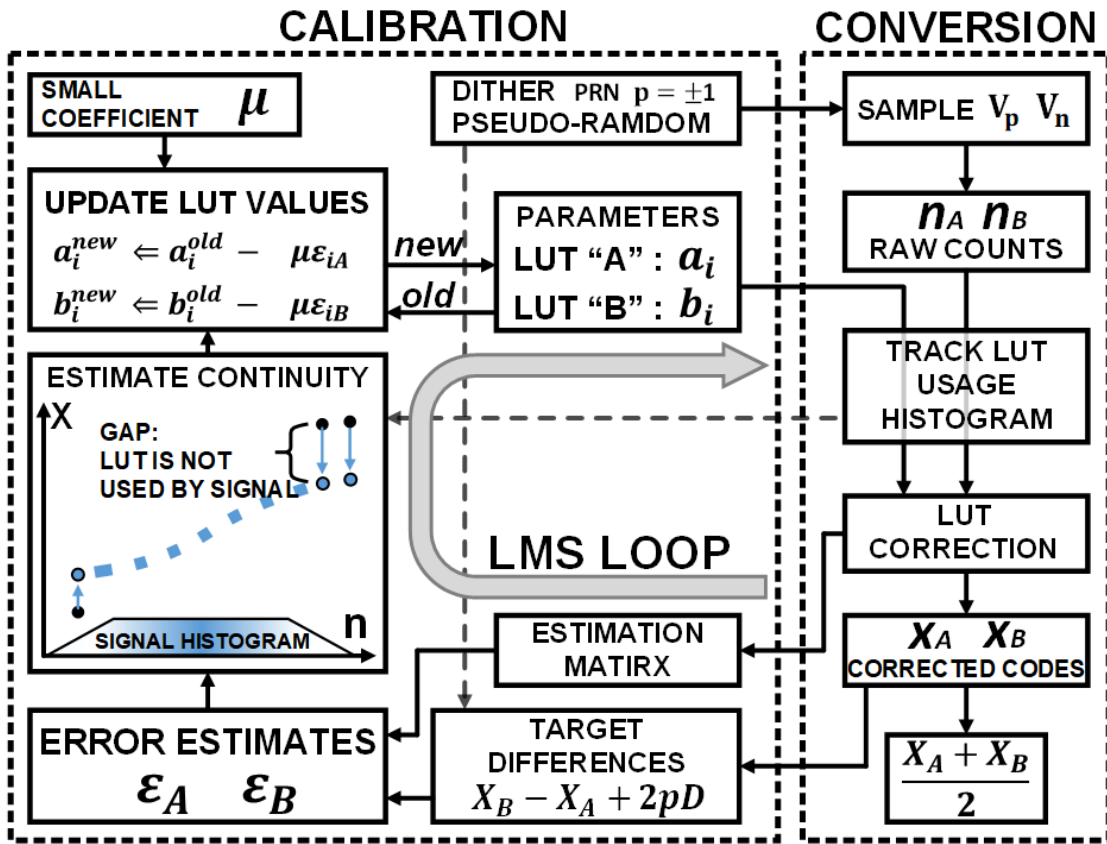 CALIBRATION
CONVERSION
SMALL
COEFFICIENT μ
DITHER PRN p = ±1
PSEUDO-RAMDOM
SAMPLE Vp Vn
UPDATE LUT VALUES
a_i^new ⇐ a_i^old − με_iA
b_i^new ⇐ b_i^old − με_iB
new
old
PARAMETERS
LUT “A” : a_i
LUT “B” : b_i
n_A n_B
RAW COUNTS
TRACK LUT
USAGE
HISTOGRAM
ESTIMATE CONTINUITY
X
GAP:
LUT IS NOT
USED BY SIGNAL
n
SIGNAL HISTOGRAM
LMS LOOP
LUT
CORRECTION
ESTIMATION
MATIRX
X_A X_B
CORRECTED CODES
ERROR ESTIMATES
ε_A ε_B
TARGET
DIFFERENCES
X_B − X_A + 2pD
X_A + X_B
2